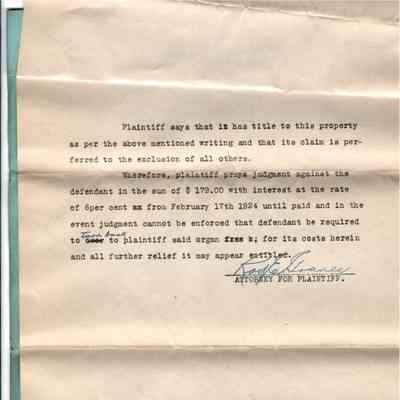 Plaintiff says that it has title to this property
as per the above mentioned writing and that its claim is per-
ferred to the exclusion of all others.
Wherefore, plaintiff prays judgment against the
defendant in the sum of $ 179.00 with interest at the rate
of 6per cent from February 17th 1924 until paid and in the
event judgment cannot be enforced that defendant be required
turn back
to to plaintiff said organ ; for its costs herein
and all further relief it may appear entitled.
ATTORNEY FOR PLAINTIFF.